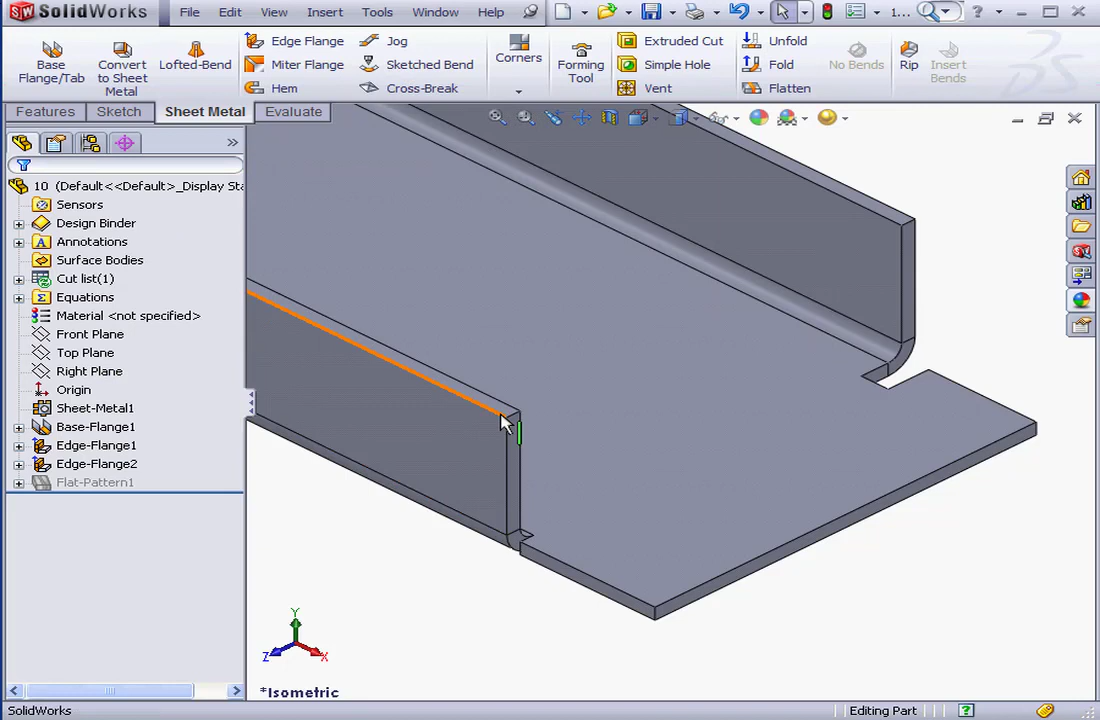 SolidWorks File Edit View Insert Tools Window Help 1... ?
Base Flange/Tab
Convert to Sheet Metal
Lofted-Bend
Edge Flange
Miter Flange
Hem
Jog
Sketched Bend
Cross-Break
Corners
Forming Tool
Extruded Cut
Simple Hole
Vent
Unfold
Fold
Flatten
No Bends
Rip
Insert Bends
Features Sketch Sheet Metal Evaluate
10 (Default<<Default>_Display Sta
Sensors
Design Binder
Annotations
Surface Bodies
Cut list(1)
Equations
Material <not specified>
Front Plane
Top Plane
Right Plane
Origin
Sheet-Metal1
Base-Flange1
Edge-Flange1
Edge-Flange2
Flat-Pattern1
Y
Z X
*Isometric
SolidWorks Editing Part ?